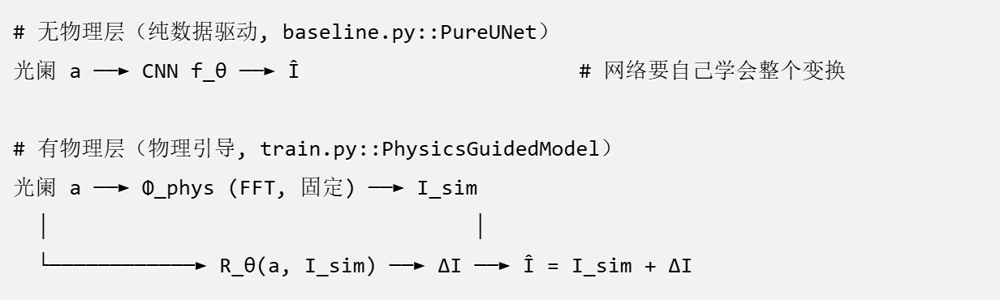 # 无物理层（纯数据驱动, baseline.py::PureUNet）
光阑 a ──► CNN f_θ ──► Î                      # 网络要自己学会整个变换
# 有物理层（物理引导, train.py::PhysicsGuidedModel）
光阑 a ──► Φ_phys (FFT, 固定) ──► I_sim
│                                   │
└────────────► R_θ(a, I_sim) ──► ΔI ──► Î = I_sim + ΔI